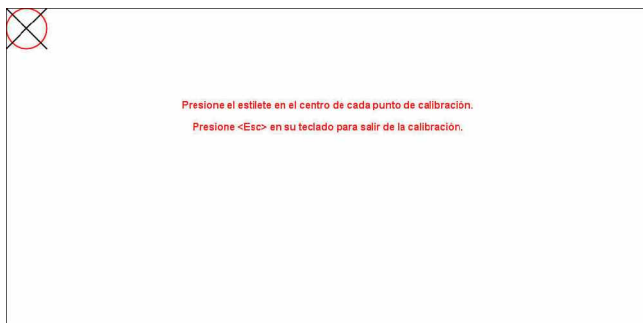 Presione el estilete en el centro de cada punto de calibración.
Presione <Esc> en su teclado para salir de la calibración.